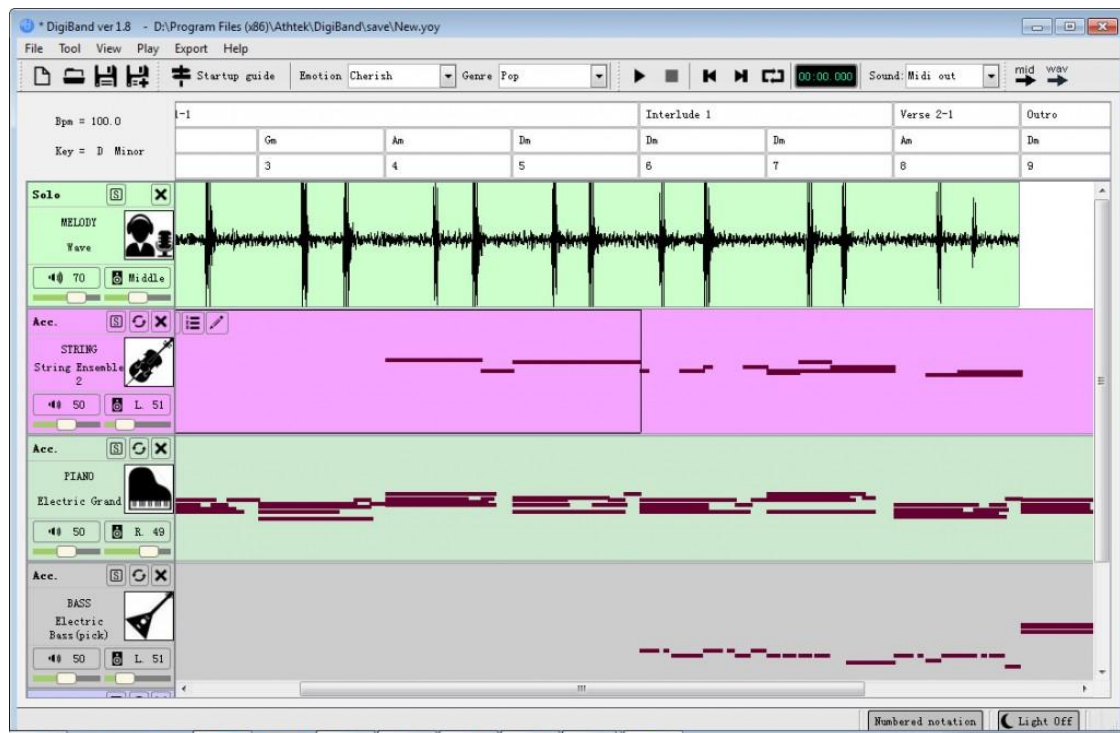 * DigiBand ver 1.8 - D:\Program Files (x86)\Athtek\DigiBand\save\New.yoy
File Tool View Play Export Help
Startup guide Emotion Cherish Genre Pop 00:00.000 Sound: Midi out mid wav
Bpm = 100.0
Key = D Minor
1-1 Interlude 1 Verse 2-1 Outro
Gm Am Dm Dm Dm Am Dm
3 4 5 6 7 8 9
Solo S
MELODY
Wave
70 Middle
Acc. S
STRING
String Ensemble
2
50 L. 51
Acc. S
PIANO
Electric Grand
50 R. 49
Acc. S
BASS
Electric
Bass(pick)
50 L. 51
Numbered notation Light Off